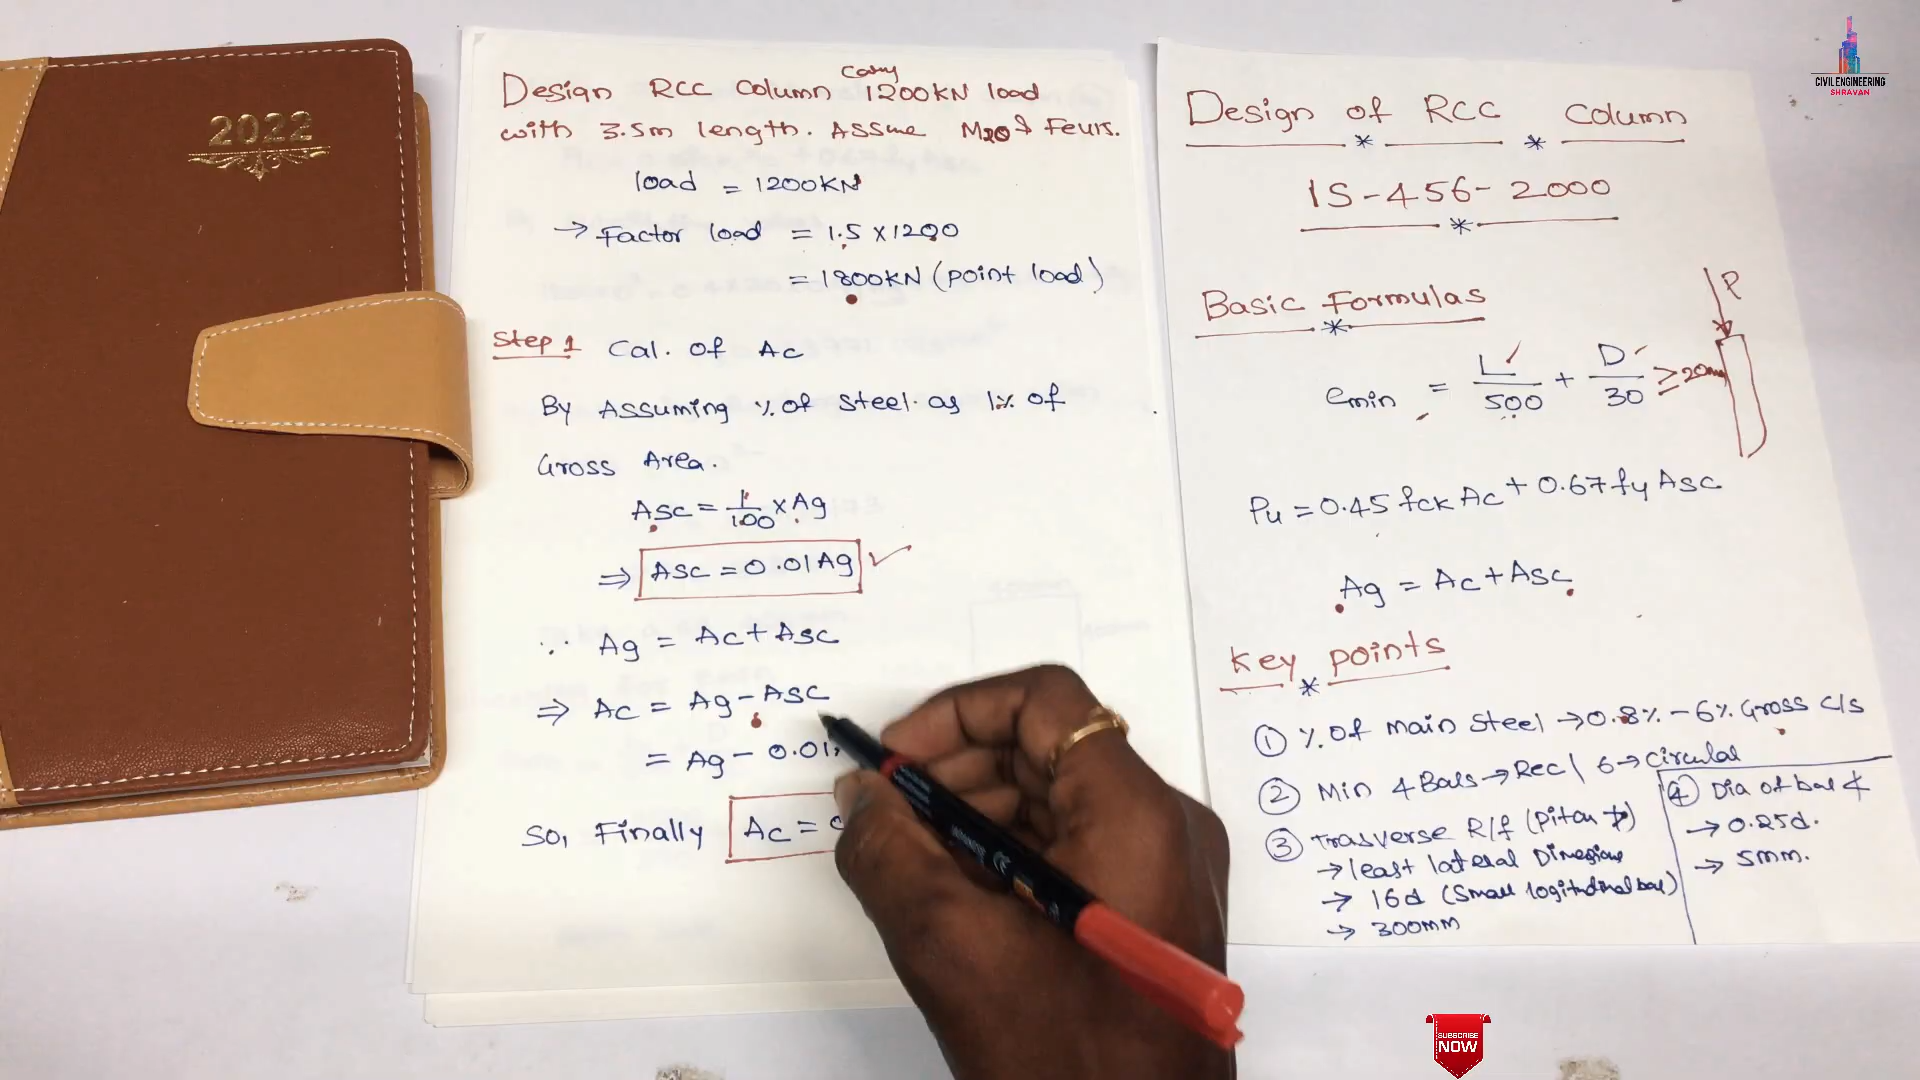 2022
Carry
Design RCC Column 1200KN load
with 3.5m length. Assume M20 & Fe415.
load = 1200KN
→ Factor load = 1.5 X 1200
= 1800KN (point load)
Step 1 Cal. of Ac
By Assuming % of steel as 1% of
Gross Area.
Asc = 1/100 x Ag
⇒ Asc = 0.01Ag ✓
∵ Ag = Ac + Asc
⇒ Ac = Ag - Asc
= Ag - 0.01
So, Finally Ac =
Design of RCC Column
IS-456-2000
Basic Formulas
P
emin = L/500 + D/30 ≥ 20mm
Pu = 0.45 fck Ac + 0.67 fy Asc
Ag = Ac + Asc
Key points
① % of main steel → 0.8% - 6% Gross c/s
② Min 4 Bars → Rec | 6 → Circular
③ Trasverse R/f (Pitch)
→ least lateral Dimesions
→ 16d (Small logitudinal bar)
→ 300mm
④ Dia of bar
→ 0.25d.
→ 5mm.
CIVIL ENGINEERING
SHRAVAN
SUBSCRIBE
NOW